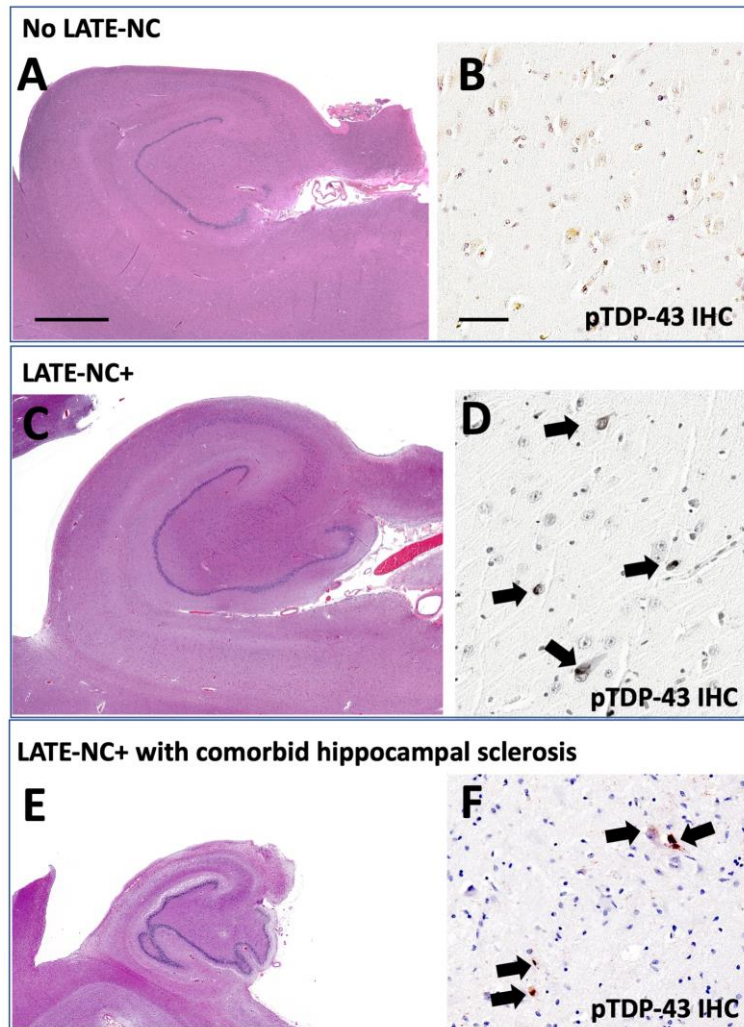 No LATE-NC
A
B
pTDP-43 IHC
LATE-NC+
C
D
pTDP-43 IHC
LATE-NC+ with comorbid hippocampal sclerosis
E
F
pTDP-43 IHC